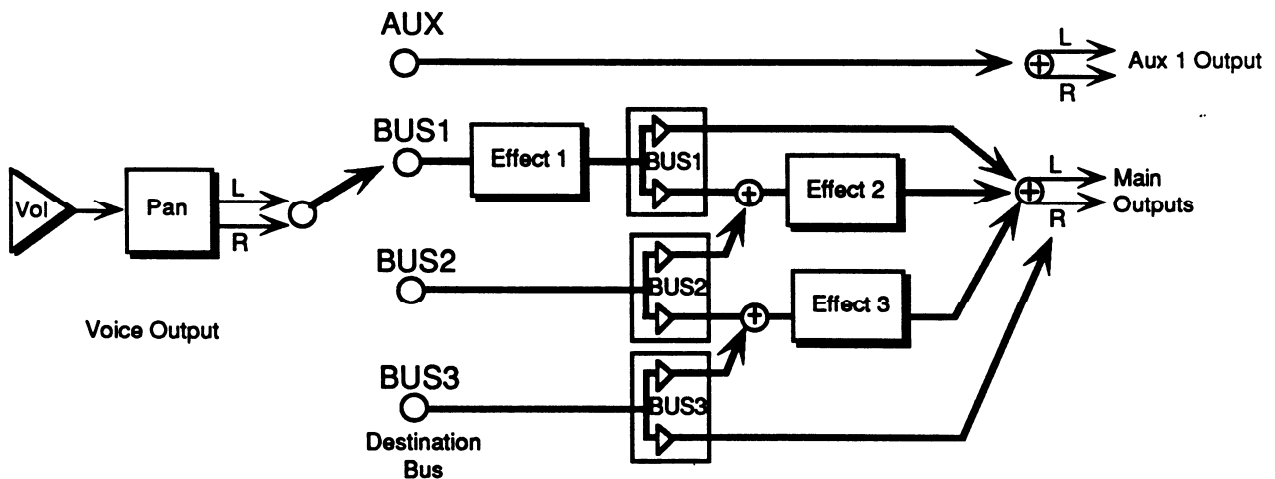 AUX
L
Aux 1 Output
R
BUS1
Effect 1
BUS1
Effect 2
L
Main
Outputs
R
Vol
Pan
L
R
BUS2
BUS2
Effect 3
Voice Output
BUS3
BUS3
Destination
Bus